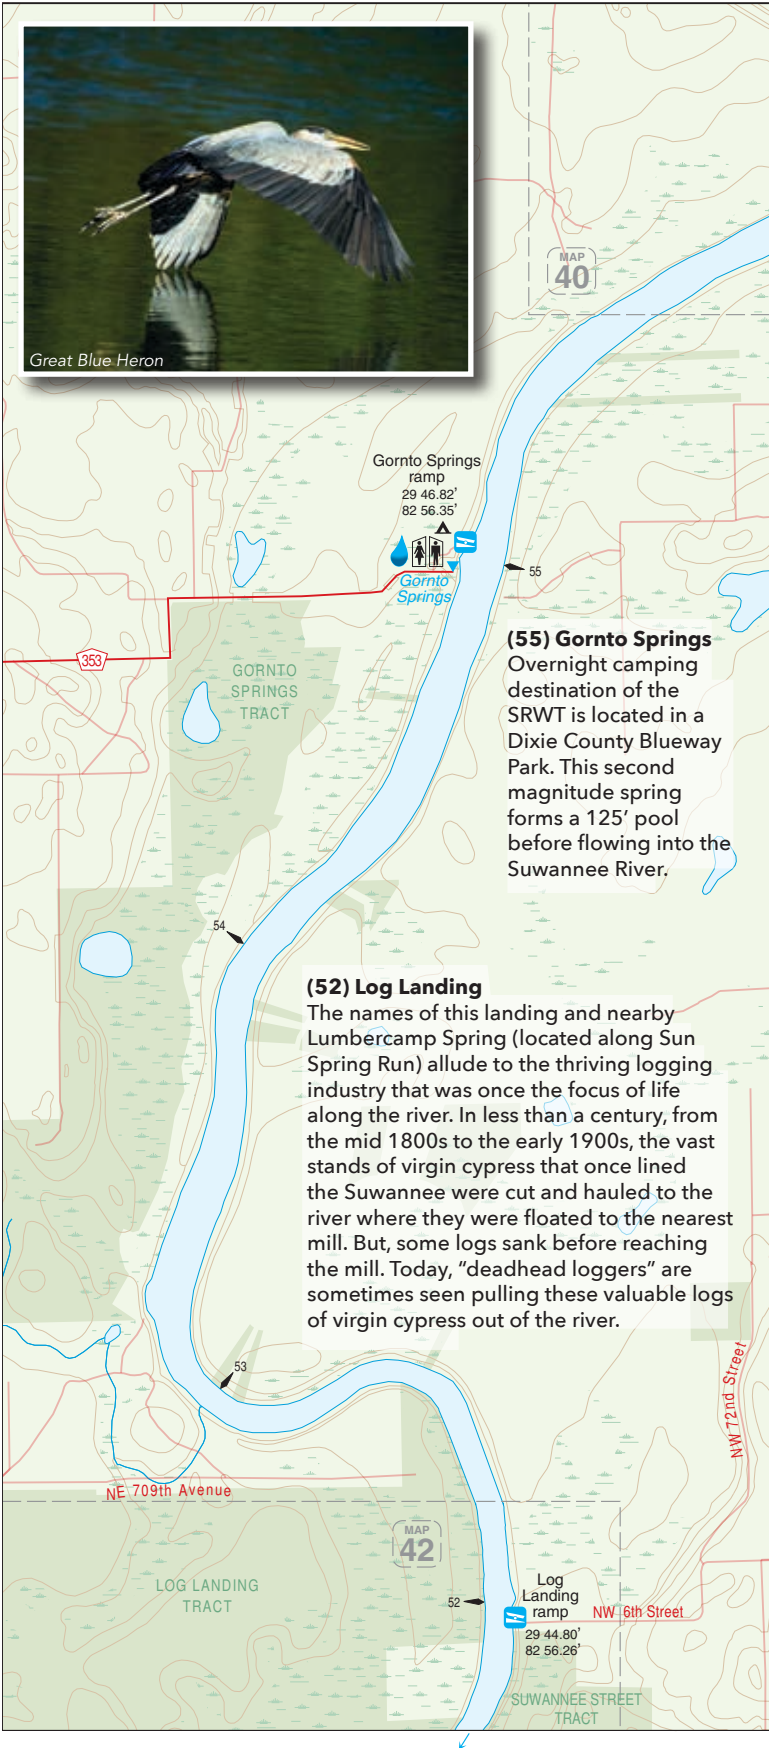 Great Blue Heron
MAP
40
Gornto Springs
ramp
29 46.82’
82 56.35’
Gornto
Springs
55
353
GORNTO
SPRINGS
TRACT
(55) Gornto Springs
Overnight camping
destination of the
SRWT is located in a
Dixie County Blueway
Park. This second
magnitude spring
forms a 125’ pool
before flowing into the
Suwannee River.
54
(52) Log Landing
The names of this landing and nearby
Lumbercamp Spring (located along Sun
Spring Run) allude to the thriving logging
industry that was once the focus of life
along the river. In less than a century, from
the mid 1800s to the early 1900s, the vast
stands of virgin cypress that once lined
the Suwannee were cut and hauled to the
river where they were floated to the nearest
mill. But, some logs sank before reaching
the mill. Today, “deadhead loggers” are
sometimes seen pulling these valuable logs
of virgin cypress out of the river.
53
NW 72nd Street
NE 709th Avenue
MAP
42
LOG LANDING
TRACT
52
Log
Landing
ramp
29 44.80’
82 56.26’
NW 6th Street
SUWANNEE STREET
TRACT